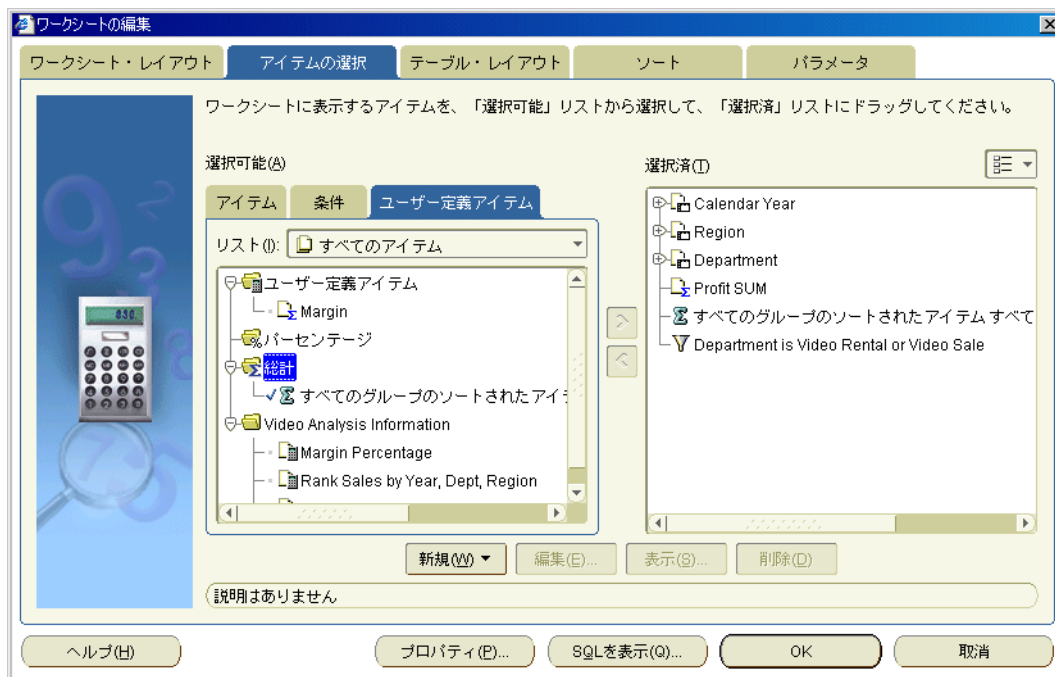 ワークシートの編集
ワークシート・レイアウト アイテムの選択 テーブル・レイアウト ソート パラメータ
ワークシートに表示するアイテムを、「選択可能」リストから選択して、「選択済」リストにドラッグしてください。
選択可能(A)
アイテム 条件 ユーザー定義アイテム
リスト(I): すべてのアイテム
ユーザー定義アイテム
Margin
パーセンテージ
総計
すべてのグループのソートされたアイ
Video Analysis Information
Margin Percentage
Rank Sales by Year, Dept, Region
選択済(T)
Calendar Year
Region
Department
Profit SUM
すべてのグループのソートされたアイテム すべて
Department is Video Rental or Video Sale
新規(W) 編集(E)... 表示(S)... 削除(D)
説明はありません
ヘルプ(H) プロパティ(P)... SQLを表示(Q)... OK 取消
830.